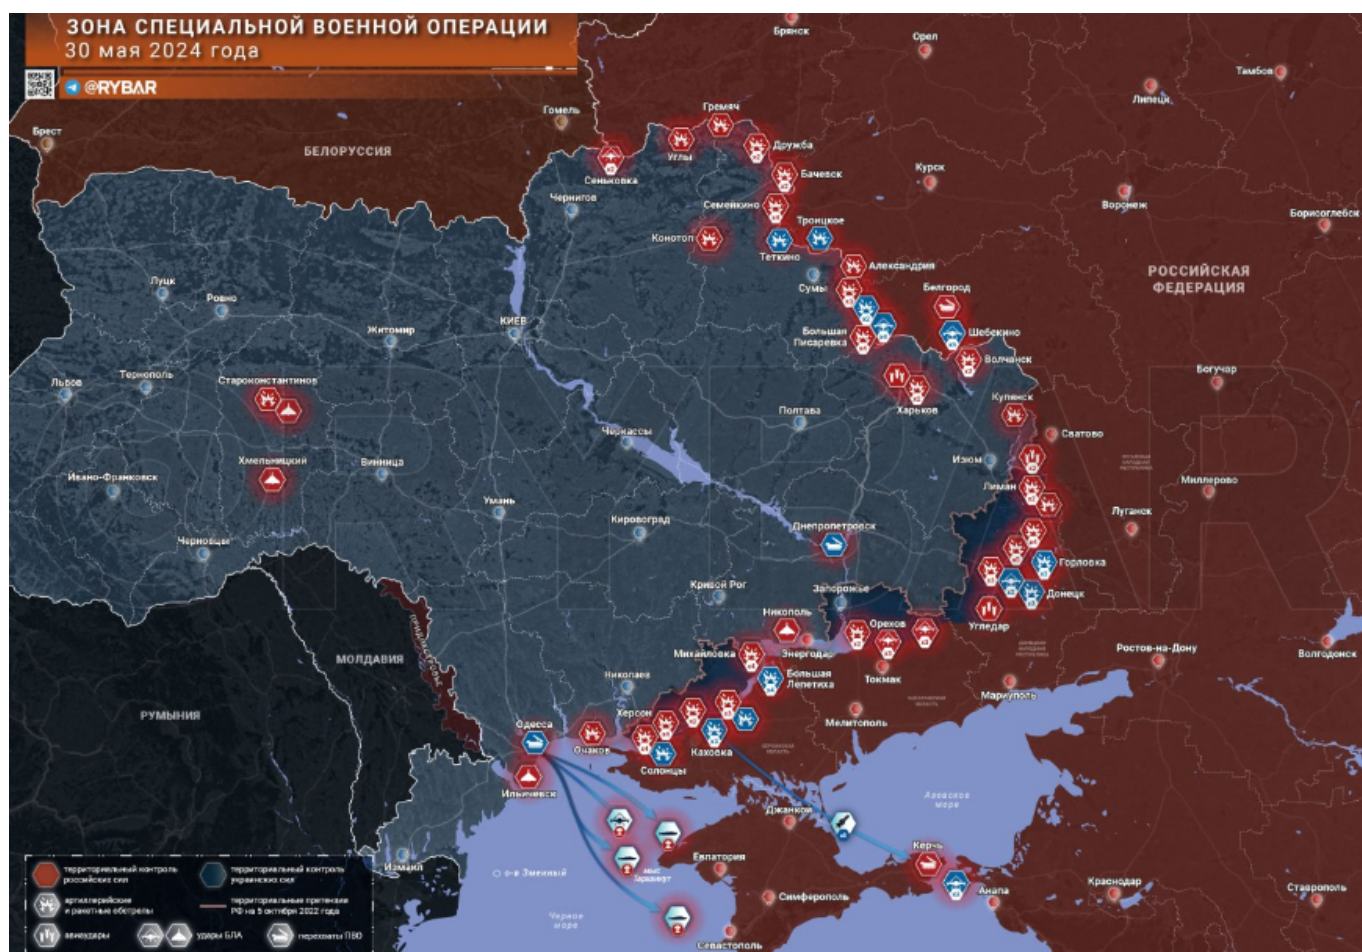 ЗОНА СПЕЦИАЛЬНОЙ ВОЕННОЙ ОПЕРАЦИИ
30 мая 2024 года
@RYBAR
Брянск
Орел
Тамбов
Липецк
Брест
Гомель
Гремяч
БЕЛОРУССИЯ
Углы
Дружба
Сеньковка
Бачевск
Курск
Воронеж
Борисоглебск
Чернигов
Семейкино
Троицкое
Конотоп
Теткино
Александрия
РОССИЙСКАЯ
ФЕДЕРАЦИЯ
Луцк
Ровно
Сумы
Белгород
КИЕВ
Житомир
Большая
Писаревка
Шебекино
Волчанск
Богучар
Львов
Тернополь
Староконстантинов
Харьков
Купянск
Полтава
Черкассы
Сватово
Хмельницкий
Винница
Изюм
Ивано-Франковск
Лиман
Миллерово
Умань
Луганск
Кировоград
Днепропетровск
Черновцы
Горловка
Кривой Рог
Запорожье
Донецк
Никополь
Орехов
Угледар
ПРИДНЕСТРОВЬЕ
Михайловка
Энергодар
Ростов-на-Дону
Волгодонск
МОЛДАВИЯ
Токмак
Николаев
Большая
Лепетиха
Мариуполь
РУМЫНИЯ
Херсон
Мелитополь
Одесса
Очаков
Каховка
Солонцы
Ильичевск
Азовское
море
Джанкой
Керчь
Измаил
о-в Змеиный
мыс
Тарханкут
Евпатория
Анапа
Краснодар
Ставрополь
Симферополь
Черное
море
Севастополь
территориальный контроль
российских сил
территориальный контроль
украинских сил
артиллерийские
и ракетные обстрелы
территориальные претензии
РФ на 5 октября 2022 года
авиаудары
удары БЛА
перехваты ПВО